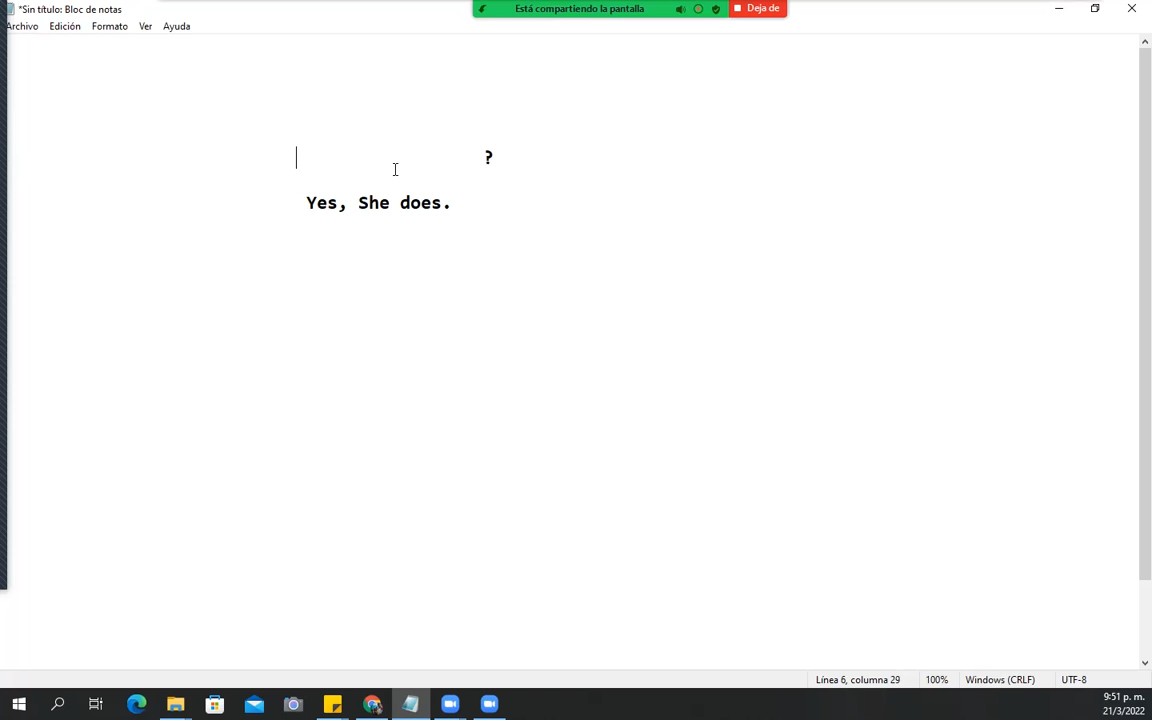 *Sin título: Bloc de notas
Está compartiendo la pantalla
Deja de
Archivo Edición Formato Ver Ayuda
?
Yes, She does.
Línea 6, columna 29 100% Windows (CRLF) UTF-8
9:51 p. m.
21/3/2022